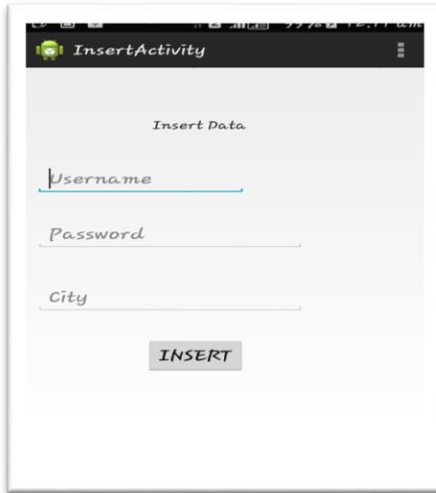 InsertActivity
Insert Data
Username
Password
City
INSERT